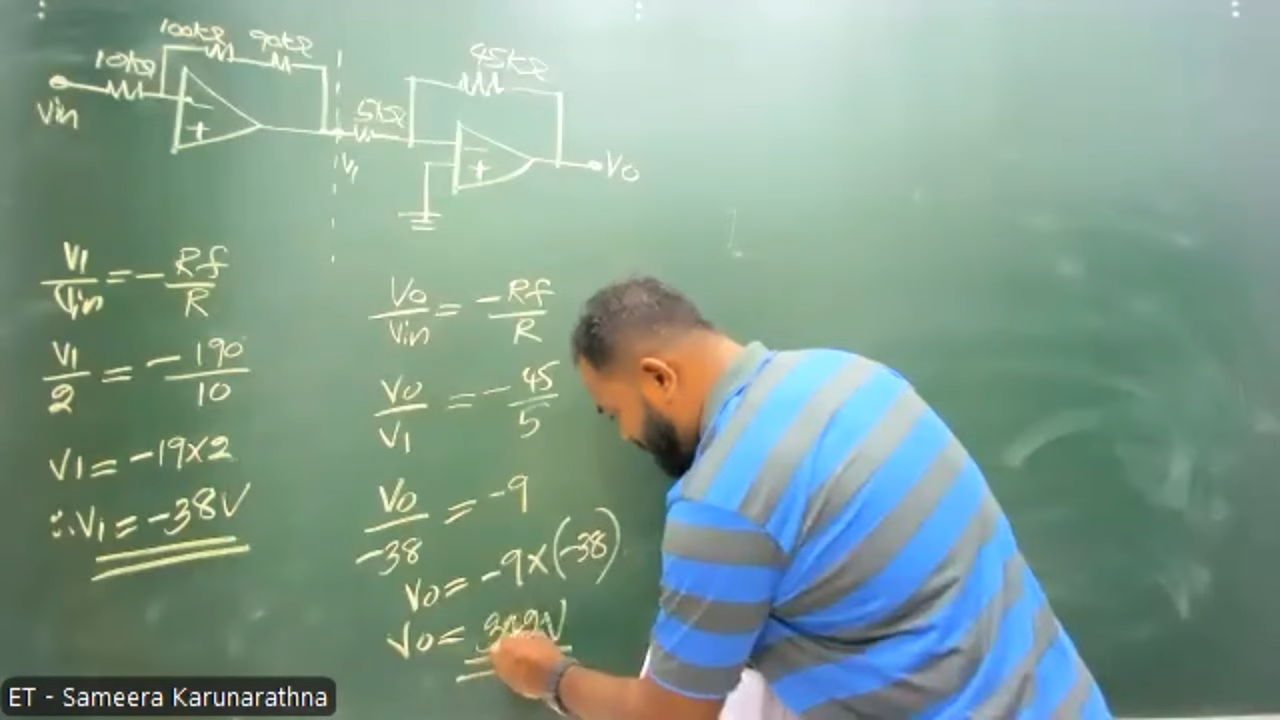 100kΩ 90kΩ
10kΩ
Vin
-
+
5kΩ
V1
45kΩ
-
+
Vo
V1/Vin = - Rf/R
V1/2 = - 190/10
V1 = -19×2
∴V1 = -38V
Vo/Vin = - Rf/R
Vo/V1 = - 45/5
Vo/-38 = -9
Vo = -9×(-38)
Vo =
ET - Sameera Karunarathna